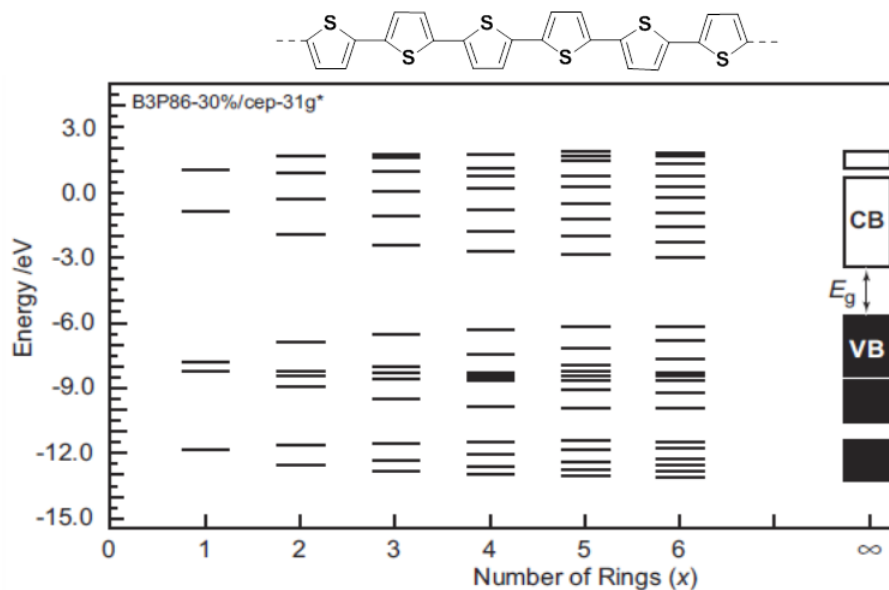 S S S S S S
B3P86-30%/cep-31g*
3.0
0.0
-3.0
-6.0
-9.0
-12.0
-15.0
Energy /eV
CB
Eg
VB
0 1 2 3 4 5 6 ∞
Number of Rings (x)